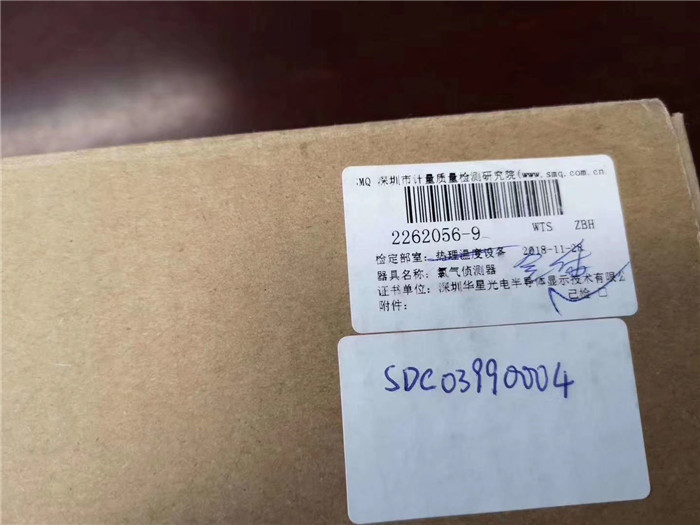 SMQ 深圳市计量质量检测研究院(www.smq.com.cn
2262056-9 WTS ZBH
检定部室：热理温度设备 2018-11-28
器具名称：氯气侦测器
证书单位：深圳华星光电半导体显示技术有限公
附件： 已检 □
SDC03990004